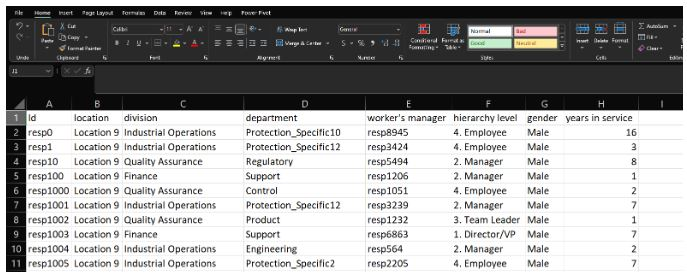 File Home Insert Page Layout Formulas Data Review View Help Power Pivot
Cut
Copy
Format Painter
Paste
Calibri
B I U
Wrap Text
Merge & Center
General
Conditional Formatting
Format as Table
Normal Bad
Good Neutral
Insert Delete Format
AutoSum
Fill
Clear
Undo Clipboard Font Alignment Number Styles Cells
J1 fx
A B C D E F G H I
1 Id location division department worker's manager hierarchy level gender years in service
2 resp0 Location 9 Industrial Operations Protection_Specific10 resp8945 4. Employee Male 16
3 resp1 Location 9 Industrial Operations Protection_Specific12 resp3424 4. Employee Male 3
4 resp10 Location 9 Quality Assurance Regulatory resp5494 2. Manager Male 8
5 resp100 Location 9 Finance Support resp1206 2. Manager Male 1
6 resp1000 Location 9 Quality Assurance Control resp1051 4. Employee Male 2
7 resp1001 Location 9 Industrial Operations Protection_Specific12 resp3239 2. Manager Male 7
8 resp1002 Location 9 Quality Assurance Product resp1232 3. Team Leader Male 1
9 resp1003 Location 9 Finance Support resp6863 1. Director/VP Male 7
10 resp1004 Location 9 Industrial Operations Engineering resp564 2. Manager Male 2
11 resp1005 Location 9 Industrial Operations Protection_Specific2 resp2205 4. Employee Male 7